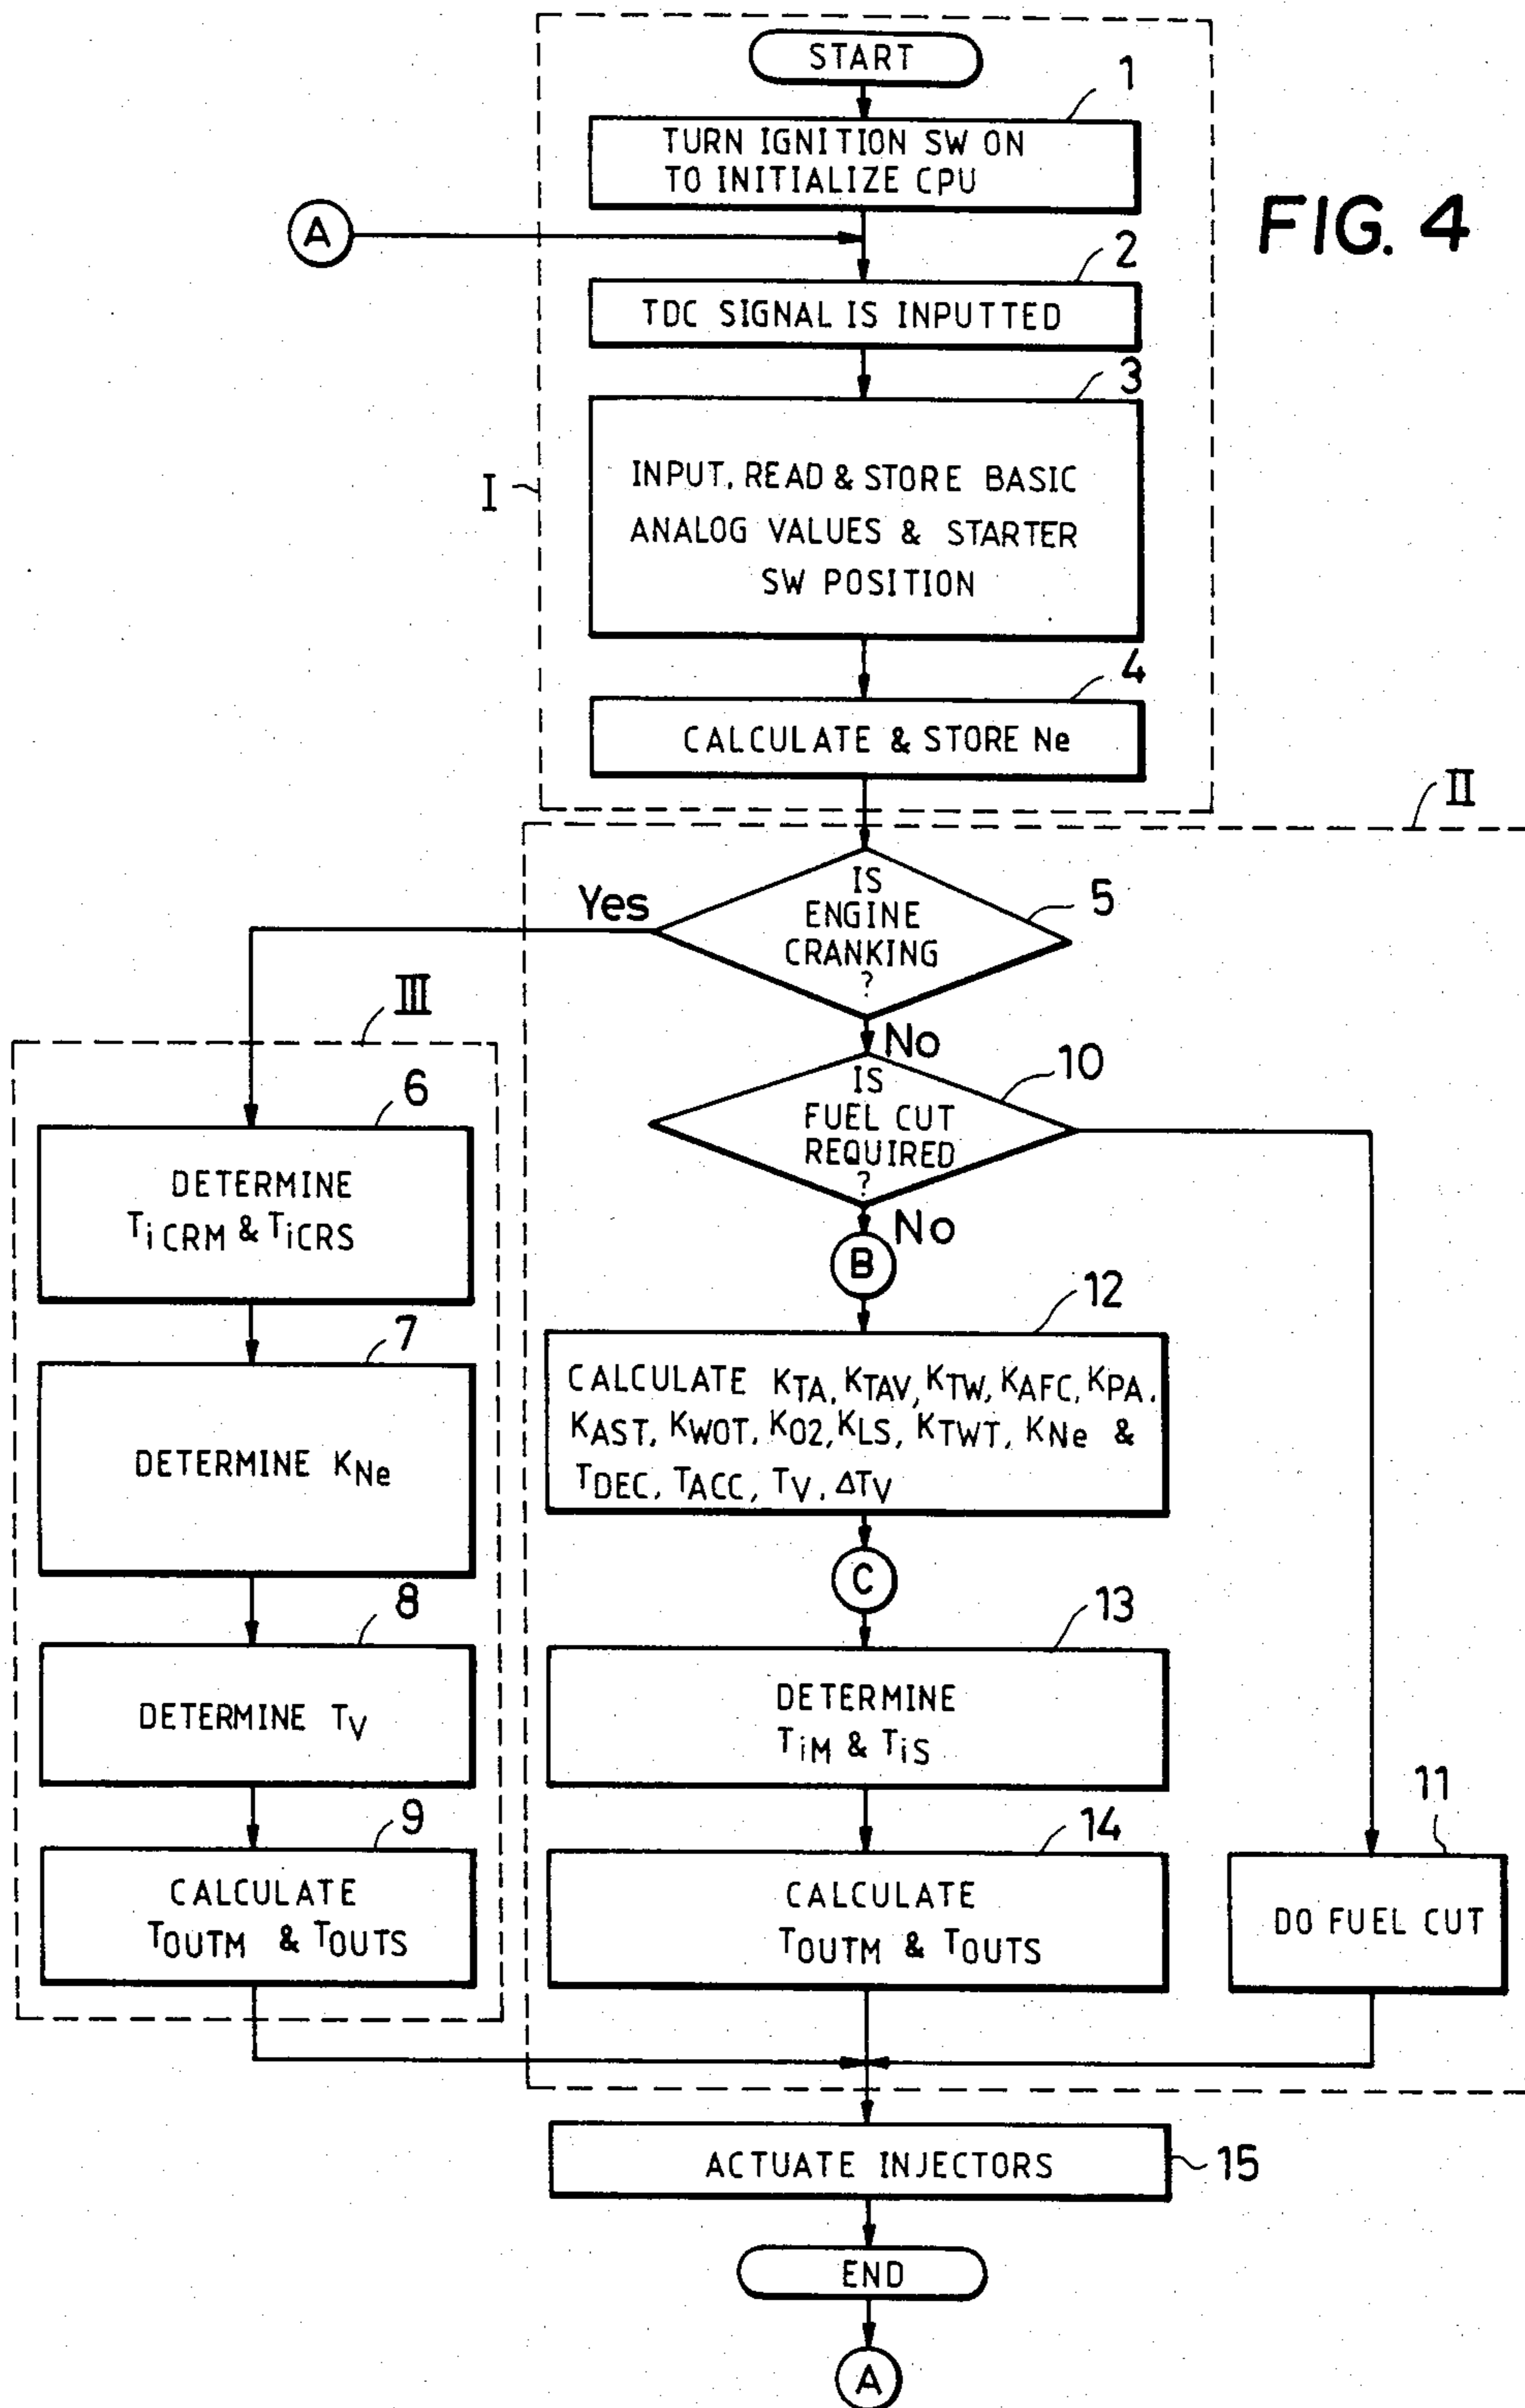 START
1
TURN IGNITION SW ON
TO INITIALIZE CPU
FIG. 4
A
2
TDC SIGNAL IS INPUTTED
3
I
INPUT, READ & STORE BASIC
ANALOG VALUES & STARTER
SW POSITION
4
CALCULATE & STORE Ne
II
5
IS
ENGINE
CRANKING
?
Yes
No
III
10
IS
FUEL CUT
REQUIRED
?
No
6
DETERMINE
TiCRM & TiCRS
B
12
7
DETERMINE KNe
CALCULATE KTA, KTAV, KTW, KAFC, KPA,
KAST, KWOT, KO2, KLS, KTWT, KNe &
TDEC, TACC, TV, ΔTV
C
8
DETERMINE TV
13
DETERMINE
TiM & TiS
9
CALCULATE
TOUTM & TOUTS
14
CALCULATE
TOUTM & TOUTS
11
DO FUEL CUT
ACTUATE INJECTORS
15
END
A